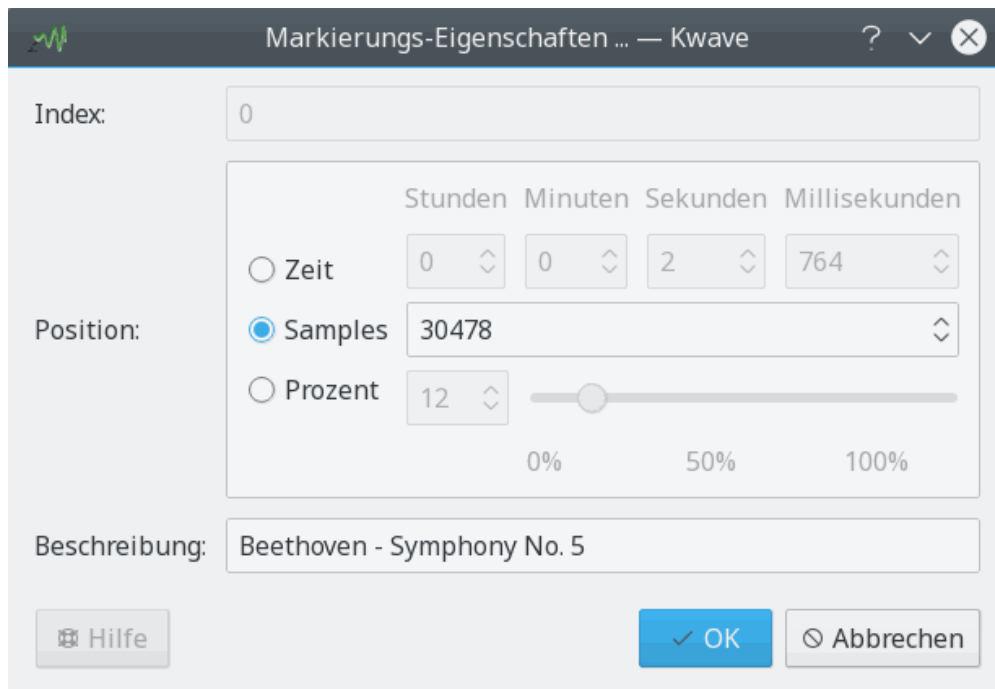 Markierungs-Eigenschaften ... — Kwave
Index: 0
Stunden Minuten Sekunden Millisekunden
Zeit 0 0 2 764
Position: Samples 30478
Prozent 12
0% 50% 100%
Beschreibung: Beethoven - Symphony No. 5
Hilfe OK Abbrechen